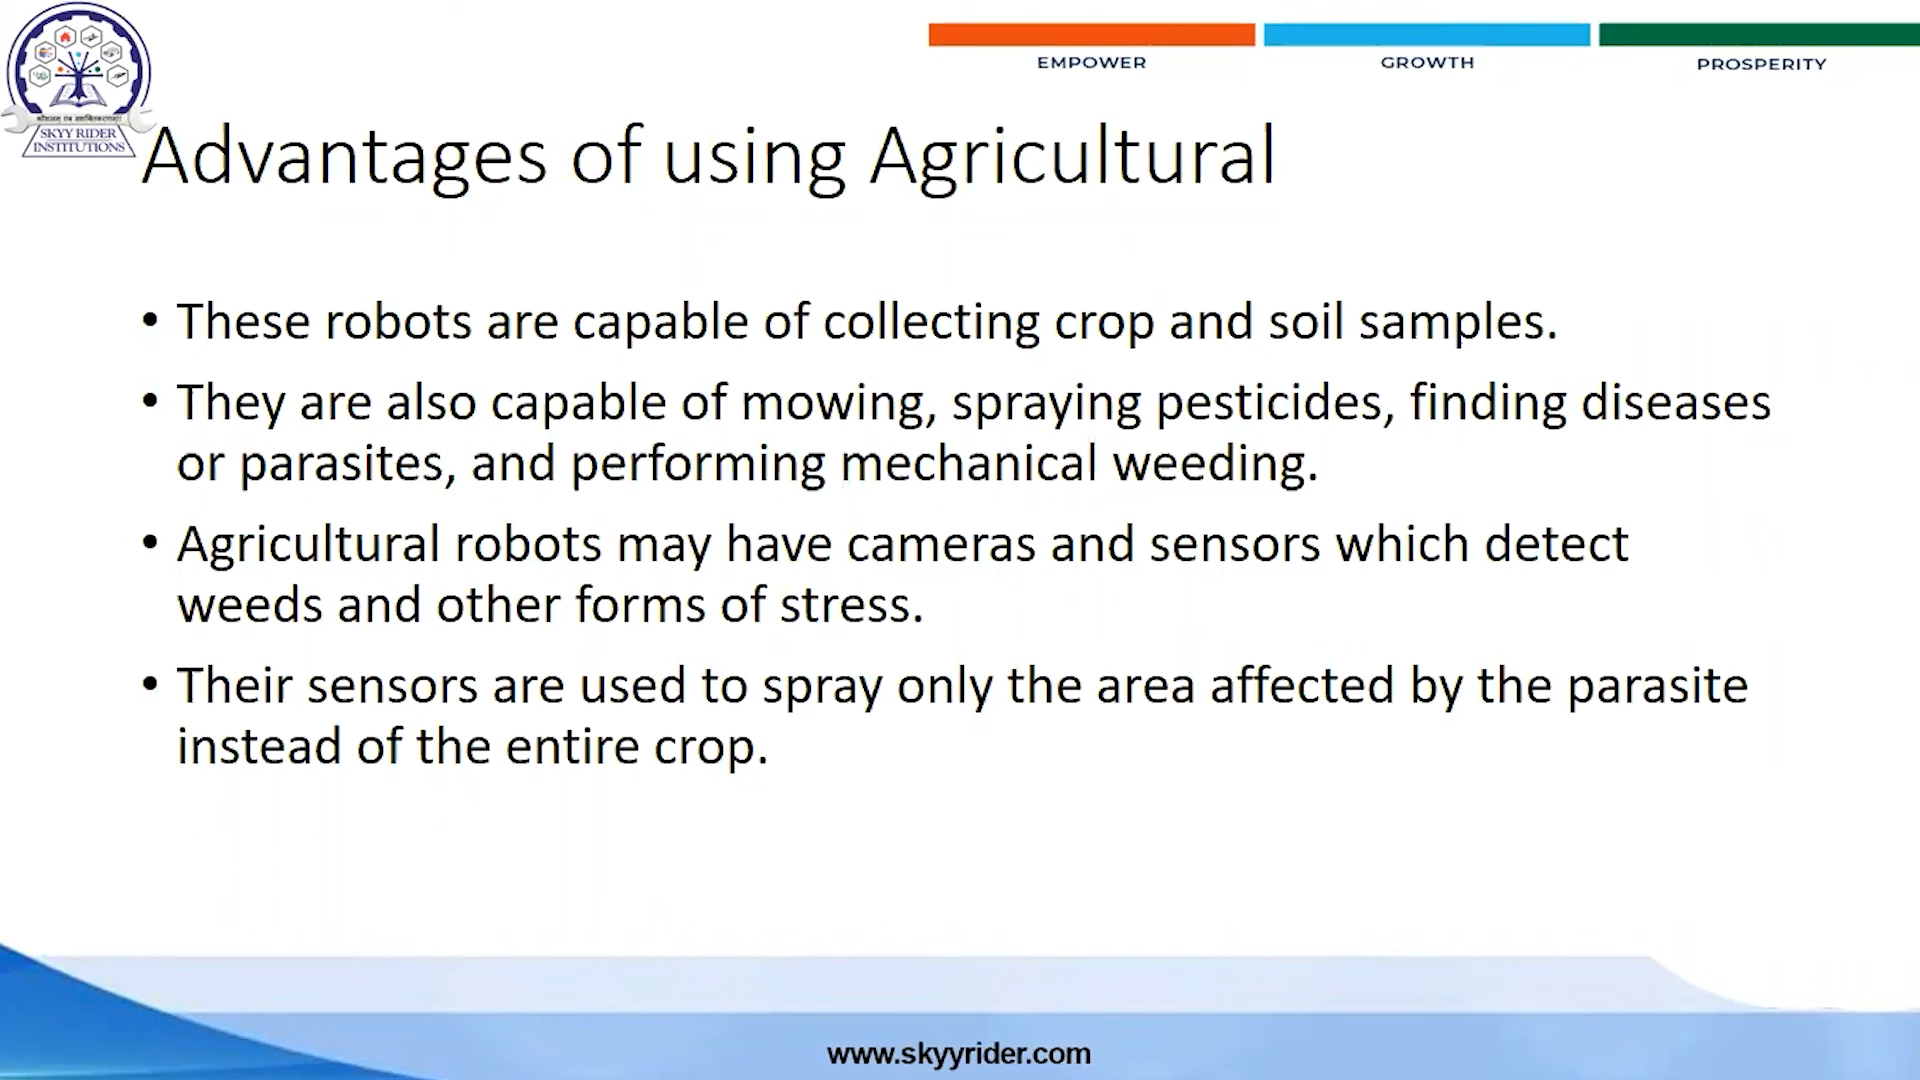 EMPOWER
GROWTH
PROSPERITY
SKYY RIDER
INSTITUTIONS
Advantages of using Agricultural
• These robots are capable of collecting crop and soil samples.
• They are also capable of mowing, spraying pesticides, finding diseases
or parasites, and performing mechanical weeding.
• Agricultural robots may have cameras and sensors which detect
weeds and other forms of stress.
• Their sensors are used to spray only the area affected by the parasite
instead of the entire crop.
www.skyyrider.com